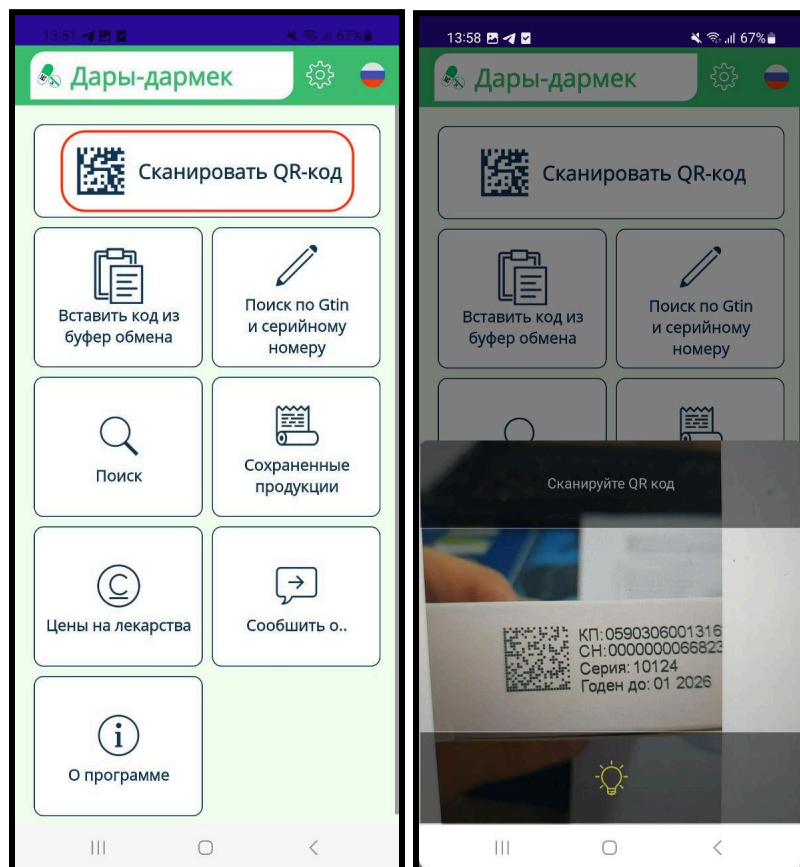 13:51
67%
Дары-дармек
Сканировать QR-код
Вставить код из
буфер обмена
Поиск по Gtin
и серийному
номеру
Поиск
Сохраненные
продукции
Цены на лекарства
Сообшить о..
О программе
13:58
67%
Дары-дармек
Сканировать QR-код
Вставить код из
буфер обмена
Поиск по Gtin
и серийному
номеру
Сканируйте QR код
КП:0590306001316
СН:0000000066823
Серия: 10124
Годен до: 01 2026